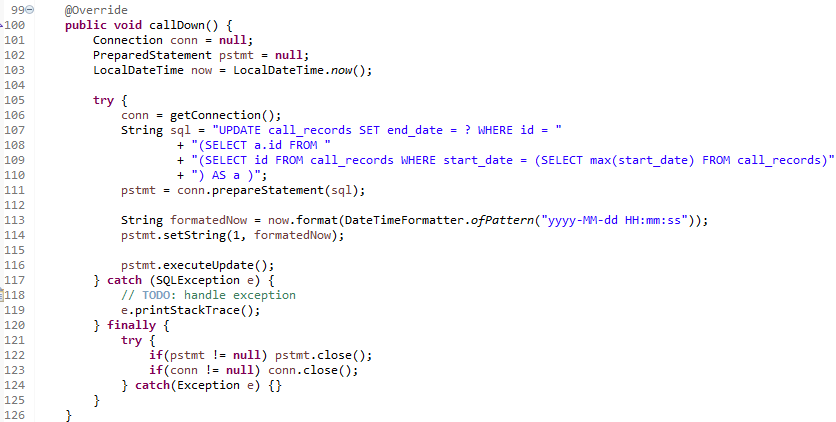 99 @Override
100 public void callDown() {
101 Connection conn = null;
102 PreparedStatement pstmt = null;
103 LocalDateTime now = LocalDateTime.now();
104
105 try {
106 conn = getConnection();
107 String sql = "UPDATE call_records SET end_date = ? WHERE id = "
108 + "(SELECT a.id FROM "
109 + "(SELECT id FROM call_records WHERE start_date = (SELECT max(start_date) FROM call_records)"
110 + ") AS a )";
111 pstmt = conn.prepareStatement(sql);
112
113 String formatedNow = now.format(DateTimeFormatter.ofPattern("yyyy-MM-dd HH:mm:ss"));
114 pstmt.setString(1, formatedNow);
115
116 pstmt.executeUpdate();
117 } catch (SQLException e) {
118 // TODO: handle exception
119 e.printStackTrace();
120 } finally {
121 try {
122 if(pstmt != null) pstmt.close();
123 if(conn != null) conn.close();
124 } catch(Exception e) {}
125 }
126 }